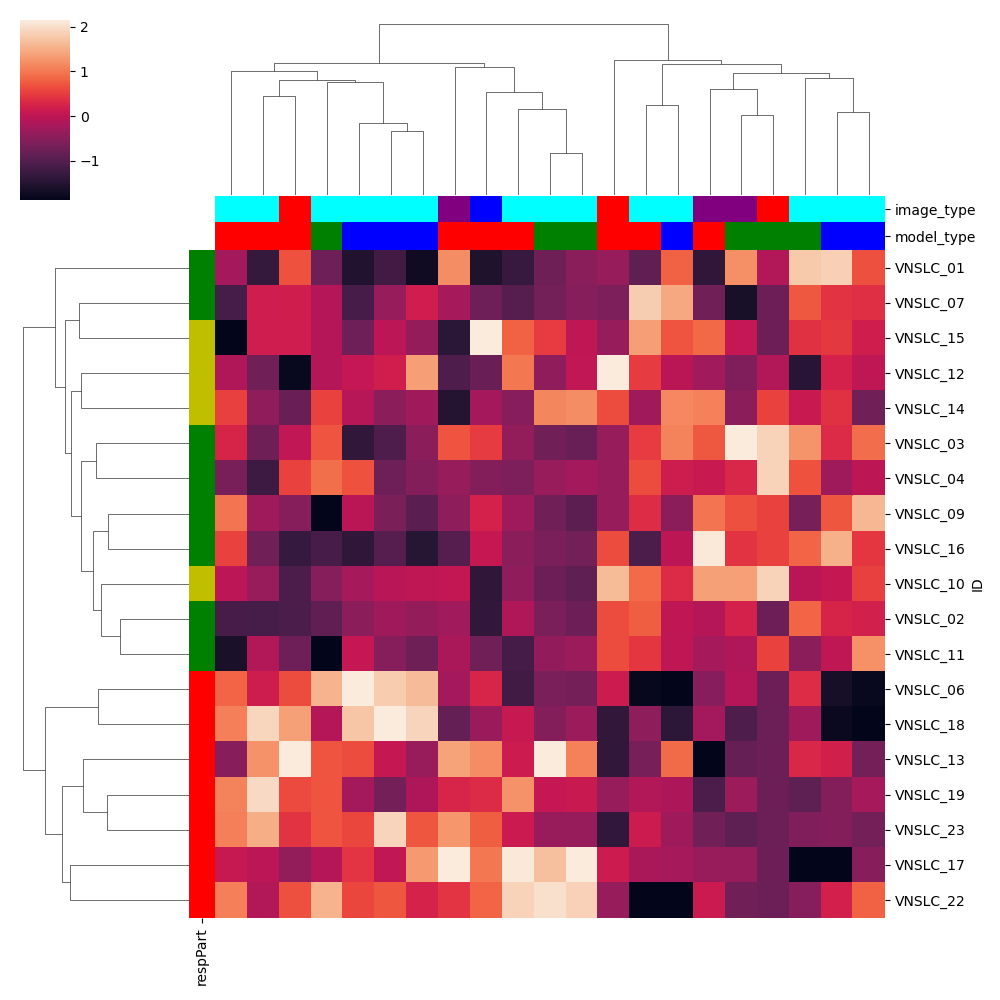 2
1
0
−1
image_type
model_type
VNSLC_01
VNSLC_07
VNSLC_15
VNSLC_12
VNSLC_14
VNSLC_03
VNSLC_04
VNSLC_09
VNSLC_16
VNSLC_10
VNSLC_02
VNSLC_11
VNSLC_06
VNSLC_18
VNSLC_13
VNSLC_19
VNSLC_23
VNSLC_17
VNSLC_22
ID
respPart